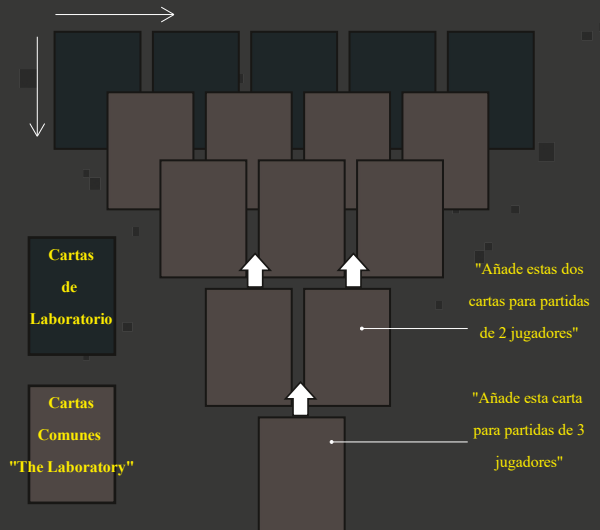 Cartas
de
Laboratorio
Cartas
Comunes
"The Laboratory"
"Añade estas dos
cartas para partidas
de 2 jugadores"
"Añade esta carta
para partidas de 3
jugadores"